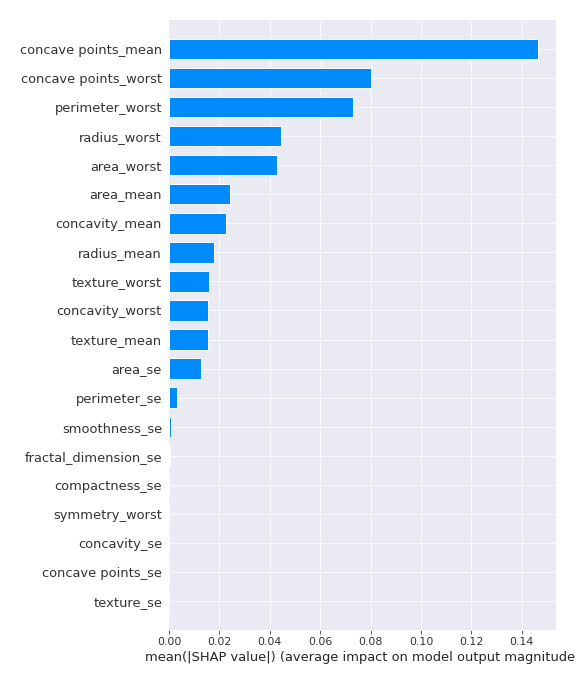 concave points_mean
concave points_worst
perimeter_worst
radius_worst
area_worst
area_mean
concavity_mean
radius_mean
texture_worst
concavity_worst
texture_mean
area_se
perimeter_se
smoothness_se
fractal_dimension_se
compactness_se
symmetry_worst
concavity_se
concave points_se
texture_se
0.00 0.02 0.04 0.06 0.08 0.10 0.12 0.14
mean(|SHAP value|) (average impact on model output magnitude